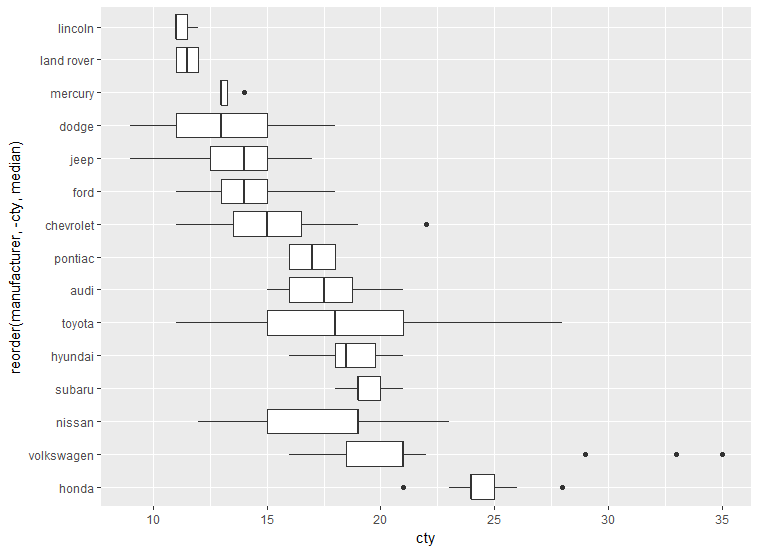 lincoln
land rover
mercury
dodge
jeep
ford
chevrolet
pontiac
audi
toyota
hyundai
subaru
nissan
volkswagen
honda
reorder(manufacturer, -cty, median)
10 15 20 25 30 35
cty